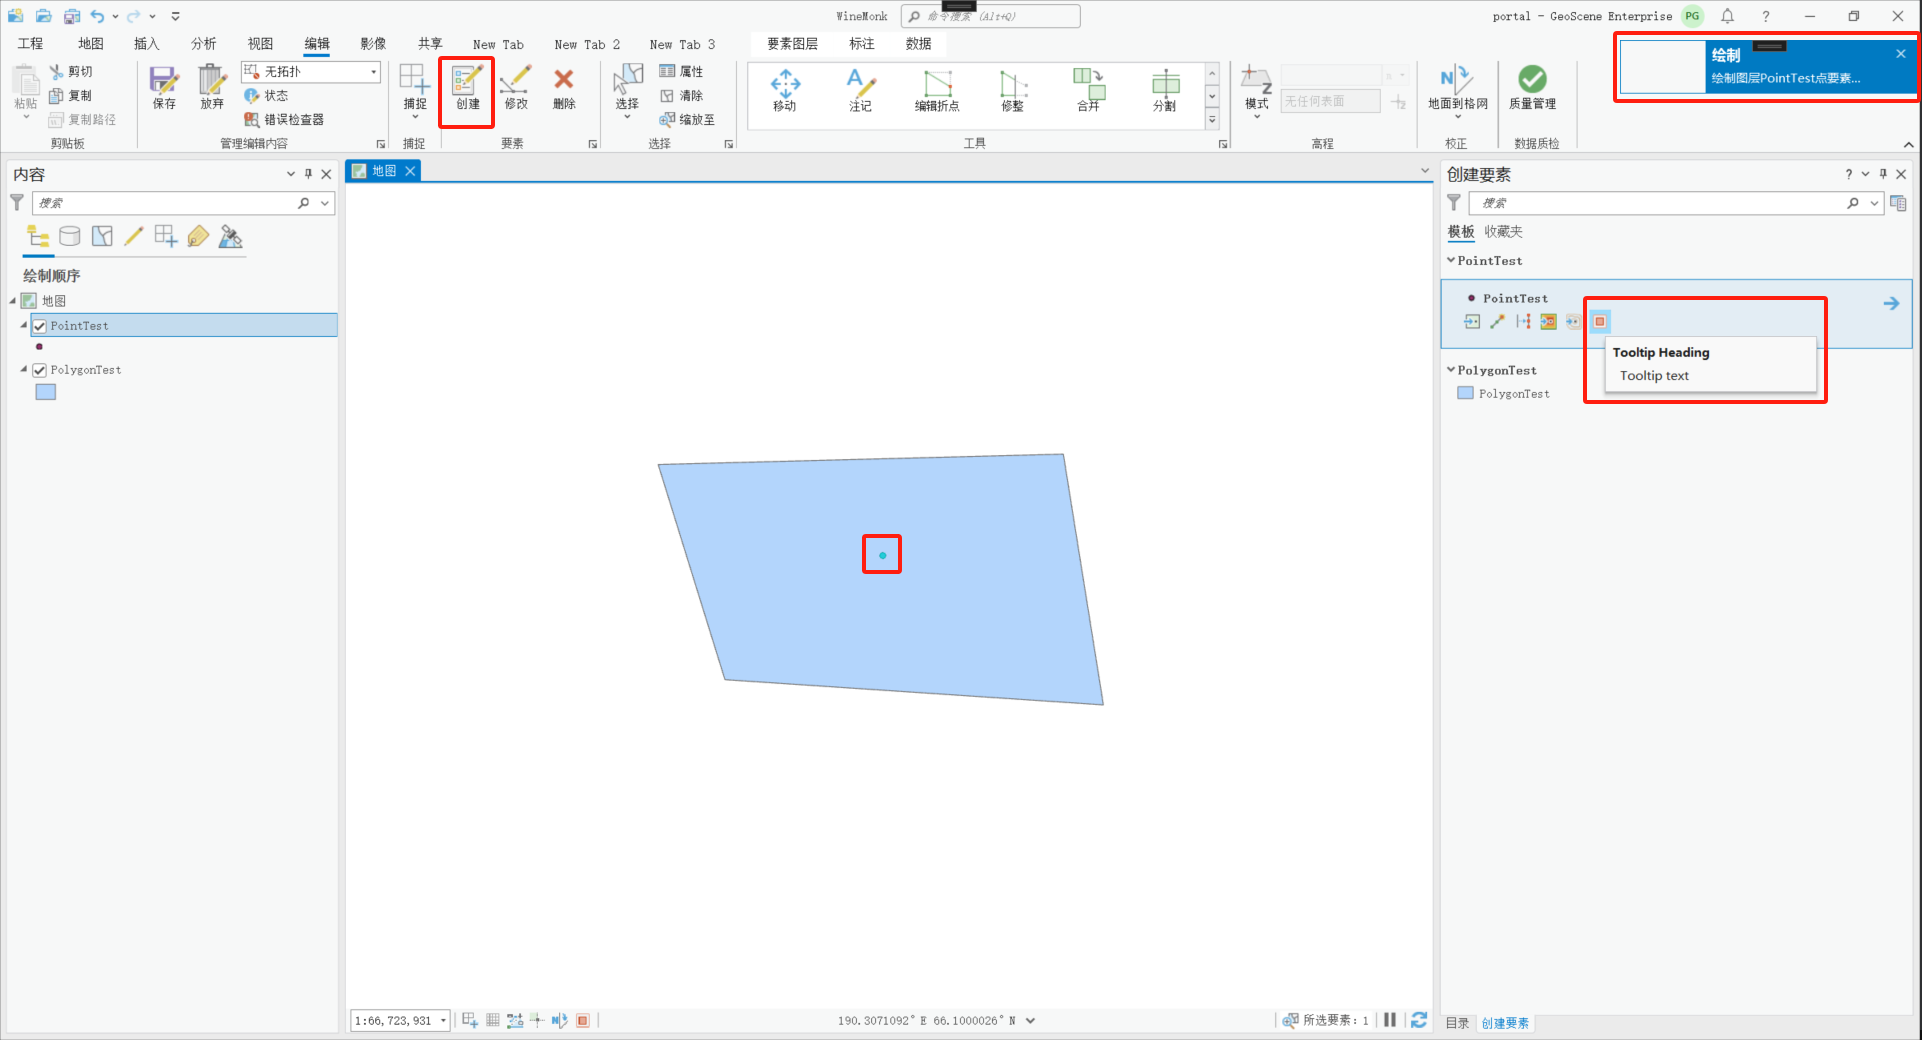 WineMonk
命令搜索 (Alt+Q)
portal - GeoScene Enterprise
PG
?
工程
地图
插入
分析
视图
编辑
影像
共享
New Tab
New Tab 2
New Tab 3
要素图层
标注
数据
粘贴
剪切
复制
复制路径
剪贴板
保存
放弃
无拓扑
状态
错误检查器
管理编辑内容
捕捉
捕捉
创建
修改
删除
要素
选择
属性
清除
缩放至
选择
移动
注记
编辑折点
修整
合并
分割
工具
模式
无任何表面
高程
地面到格网
校正
质量管理
数据质检
绘制
绘制图层PointTest点要素...
内容
搜索
绘制顺序
地图
PointTest
PolygonTest
地图
创建要素
?
搜索
模板
收藏夹
PointTest
PointTest
Tooltip Heading
Tooltip text
PolygonTest
PolygonTest
1:66,723,931
190.3071092° E 66.1000026° N
所选要素: 1
目录
创建要素